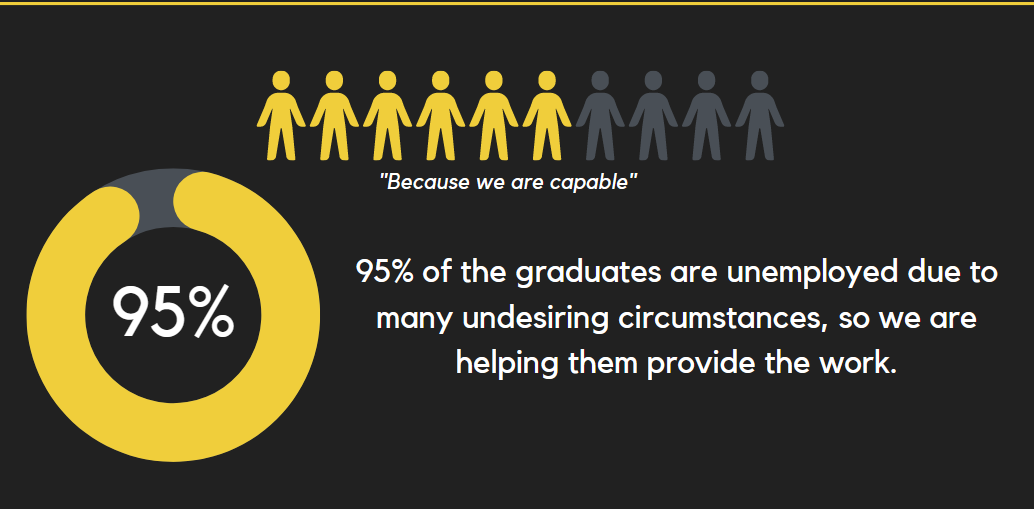 "Because we are capable"
95%
95% of the graduates are unemployed due to
many undesiring circumstances, so we are
helping them provide the work.